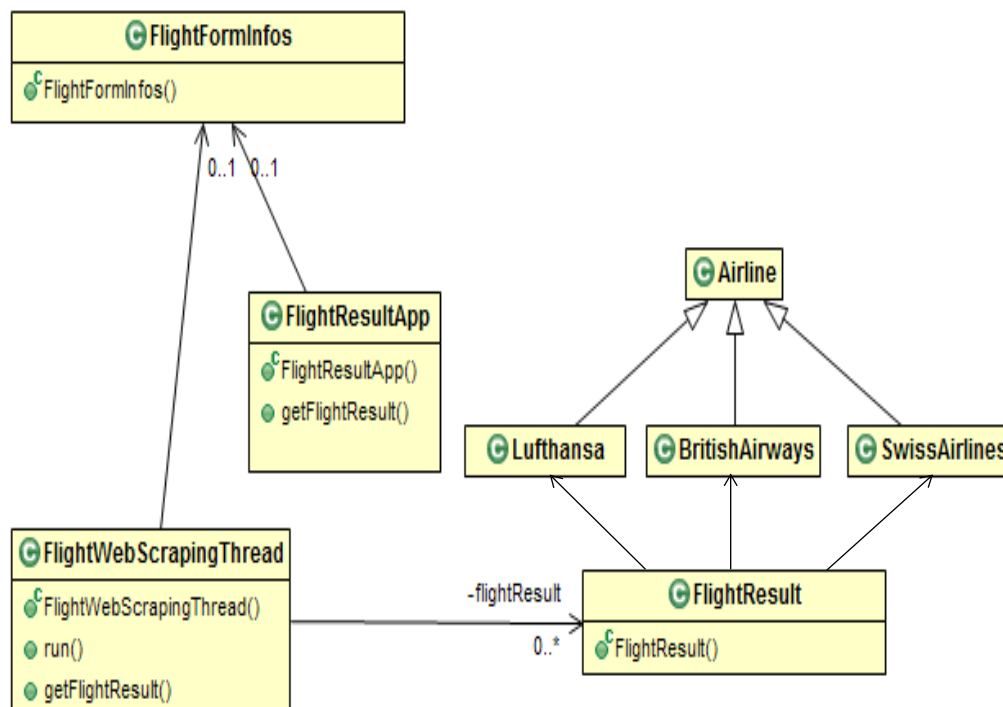 FlightFormInfos
FlightFormInfos()
0..1 0..1
Airline
FlightResultApp
FlightResultApp()
getFlightResult()
Lufthansa
BritishAirways
SwissAirlines
FlightWebScrapingThread
FlightWebScrapingThread()
run()
getFlightResult()
-flightResult
0..*
FlightResult
FlightResult()